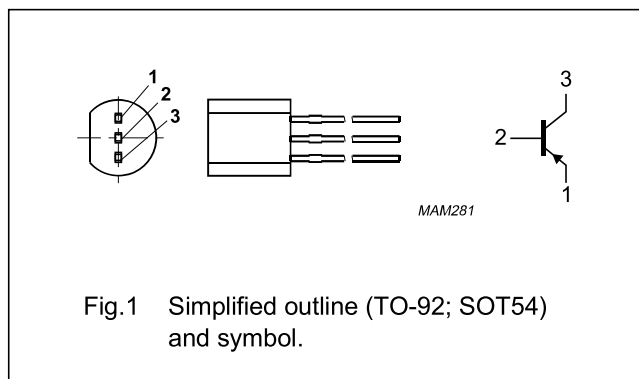 1
2
3
3
2
1
MAM281
Fig.1 Simplified outline (TO-92; SOT54)
and symbol.